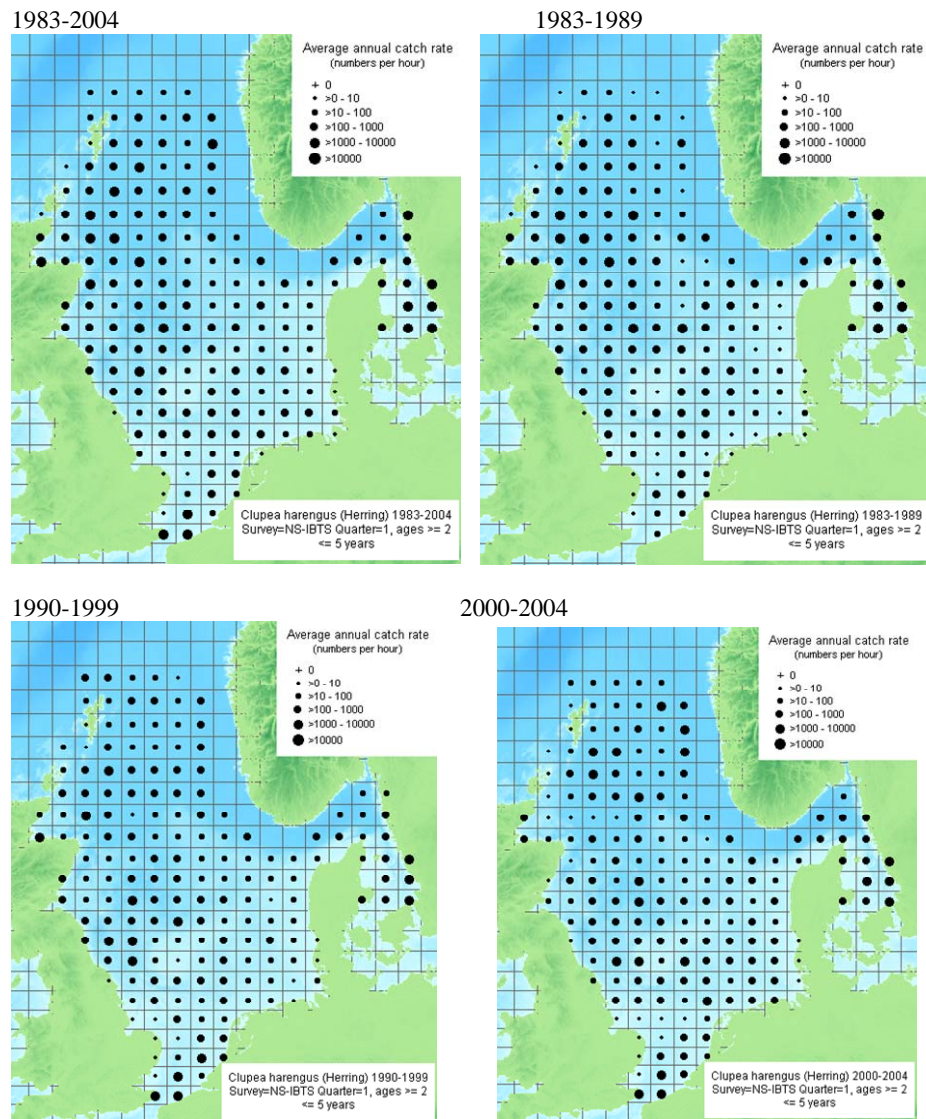 1983-2004
Average annual catch rate
(numbers per hour)
+ 0
>0 - 10
>10 - 100
>100 - 1000
>1000 - 10000
>10000
Clupea harengus (Herring) 1983-2004
Survey=NS-IBTS Quarter=1, ages >= 2
<= 5 years
1983-1989
Average annual catch rate
(numbers per hour)
+ 0
>0 - 10
>10 - 100
>100 - 1000
>1000 - 10000
>10000
Clupea harengus (Herring) 1983-1989
Survey=NS-IBTS Quarter=1, ages >= 2
<= 5 years
1990-1999
Average annual catch rate
(numbers per hour)
+ 0
>0 - 10
>10 - 100
>100 - 1000
>1000 - 10000
>10000
Clupea harengus (Herring) 1990-1999
Survey=NS-IBTS Quarter=1, ages >= 2
<= 5 years
2000-2004
Average annual catch rate
(numbers per hour)
+ 0
>0 - 10
>10 - 100
>100 - 1000
>1000 - 10000
>10000
Clupea harengus (Herring) 2000-2004
Survey=NS-IBTS Quarter=1, ages >= 2
<= 5 years